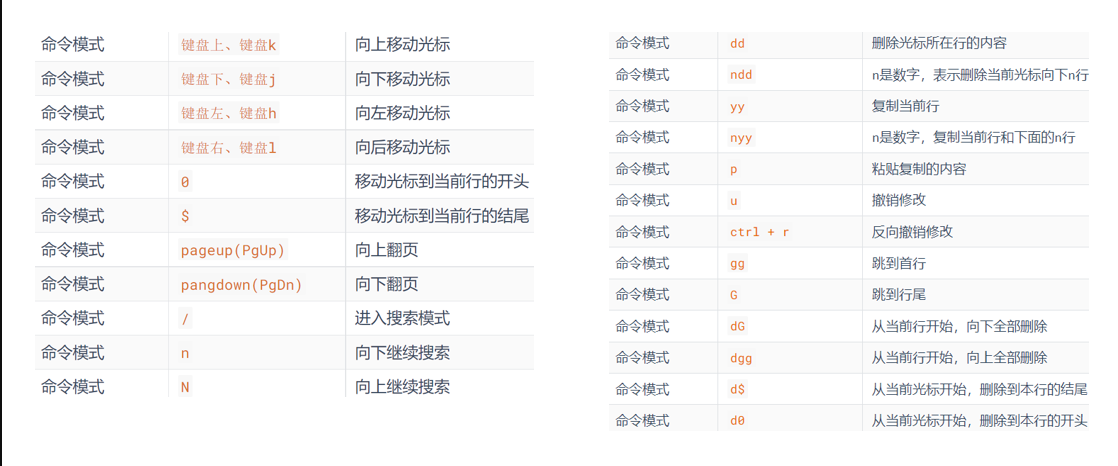 命令模式 键盘上、键盘k 向上移动光标
命令模式 键盘下、键盘j 向下移动光标
命令模式 键盘左、键盘h 向左移动光标
命令模式 键盘右、键盘l 向后移动光标
命令模式 0 移动光标到当前行的开头
命令模式 $ 移动光标到当前行的结尾
命令模式 pageup(PgUp) 向上翻页
命令模式 pangdown(PgDn) 向下翻页
命令模式 / 进入搜索模式
命令模式 n 向下继续搜索
命令模式 N 向上继续搜索
命令模式 dd 删除光标所在行的内容
命令模式 ndd n是数字，表示删除当前光标向下n行
命令模式 yy 复制当前行
命令模式 nyy n是数字，复制当前行和下面的n行
命令模式 p 粘贴复制的内容
命令模式 u 撤销修改
命令模式 ctrl + r 反向撤销修改
命令模式 gg 跳到首行
命令模式 G 跳到行尾
命令模式 dG 从当前行开始，向下全部删除
命令模式 dgg 从当前行开始，向上全部删除
命令模式 d$ 从当前光标开始，删除到本行的结尾
命令模式 d0 从当前光标开始，删除到本行的开头